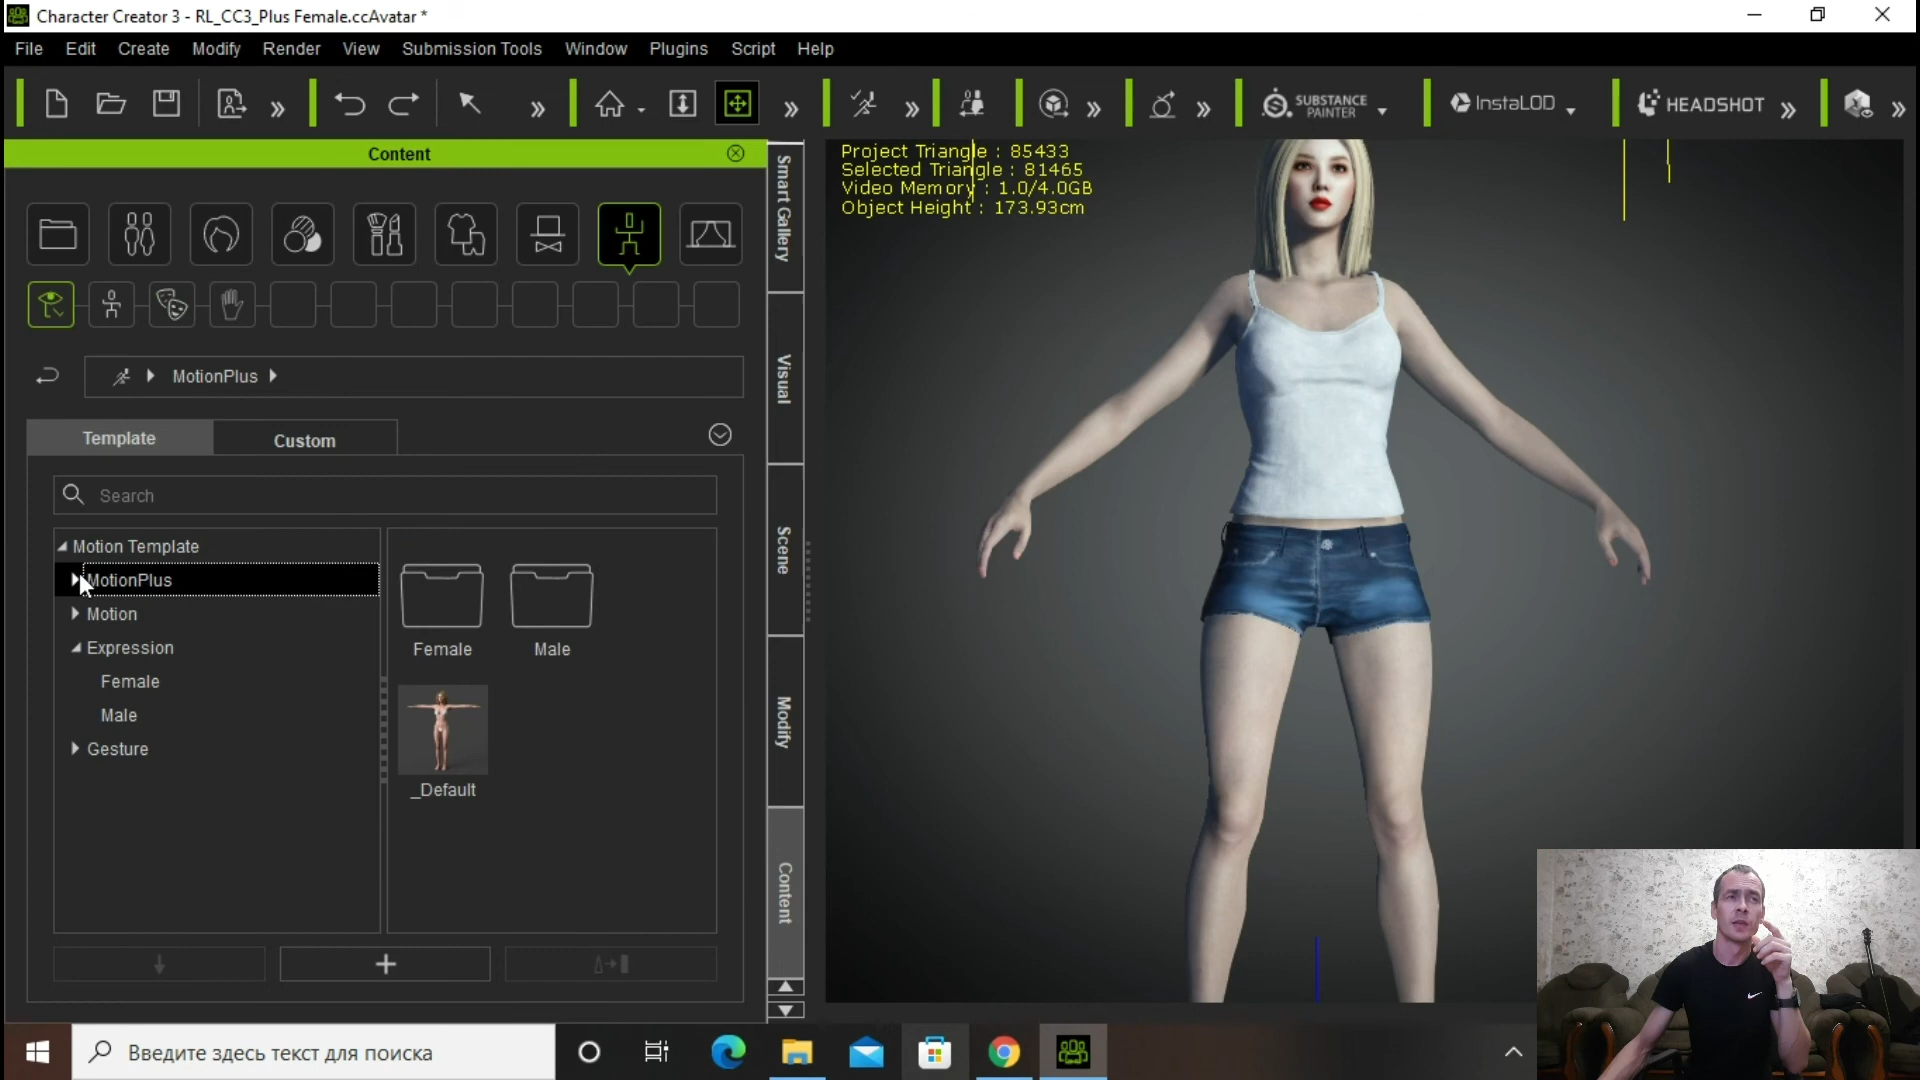 Character Creator 3 - RL_CC3_Plus Female.ccAvatar *
File Edit Create Modify Render View Submission Tools Window Plugins Script Help
SUBSTANCE PAINTER
InstaLOD
HEADSHOT
Content
Project Triangle : 85433
Selected Triangle : 81465
Video Memory : 1.0/4.0GB
Object Height : 173.93cm
Smart Gallery
Visual
Scene
Modify
Content
MotionPlus
Template
Custom
Search
Motion Template
MotionPlus
Motion
Expression
Female
Male
Gesture
Female
Male
_Default
Введите здесь текст для поиска